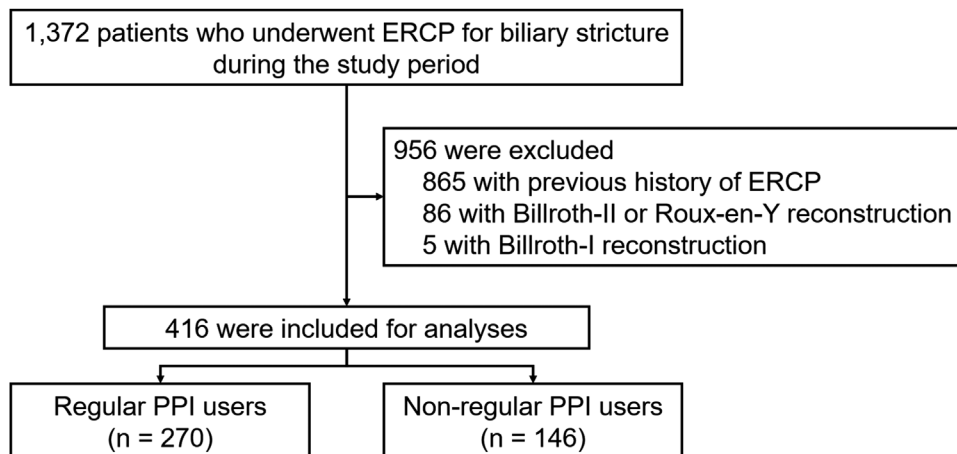 1,372 patients who underwent ERCP for biliary stricture
during the study period
956 were excluded
865 with previous history of ERCP
86 with Billroth-II or Roux-en-Y reconstruction
5 with Billroth-I reconstruction
416 were included for analyses
Regular PPI users
(n = 270)
Non-regular PPI users
(n = 146)